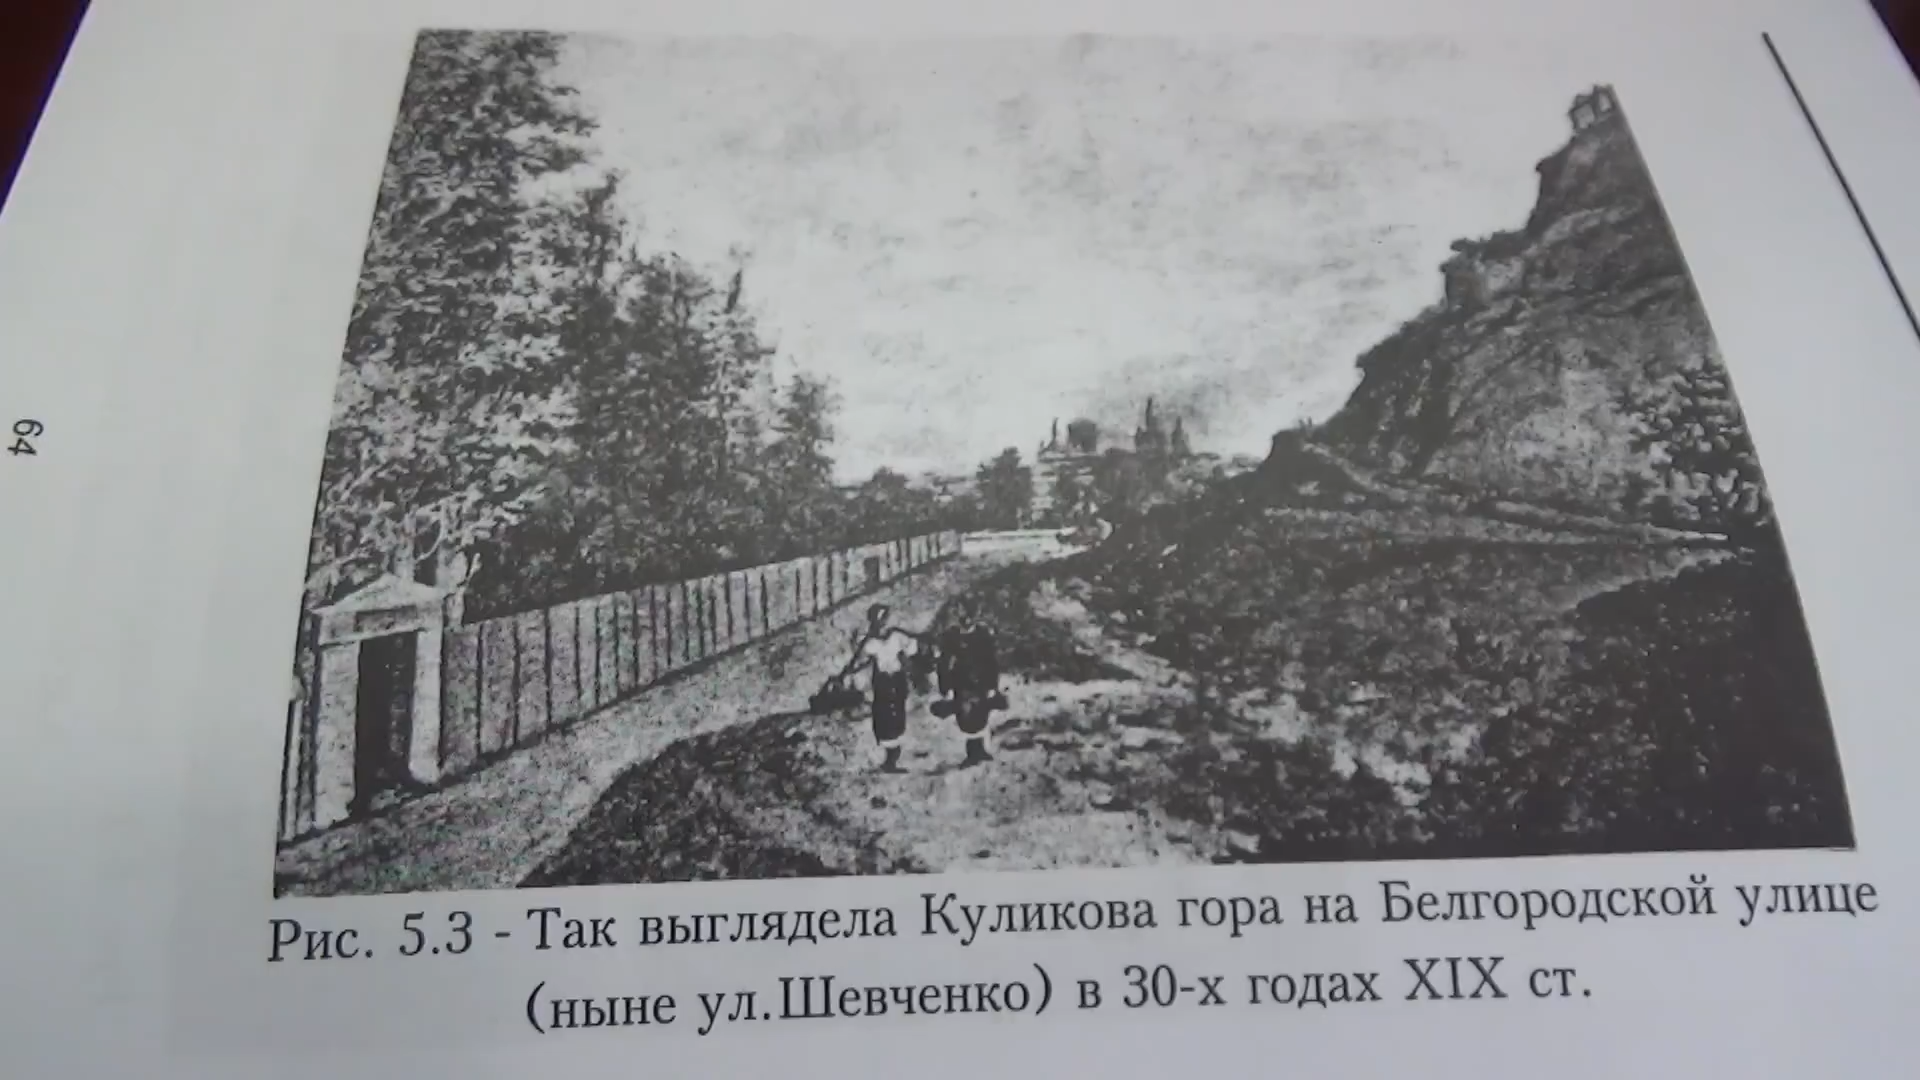 64
Рис. 5.3 - Так выглядела Куликова гора на Белгородской улице
(ныне ул.Шевченко) в 30-х годах XIX ст.